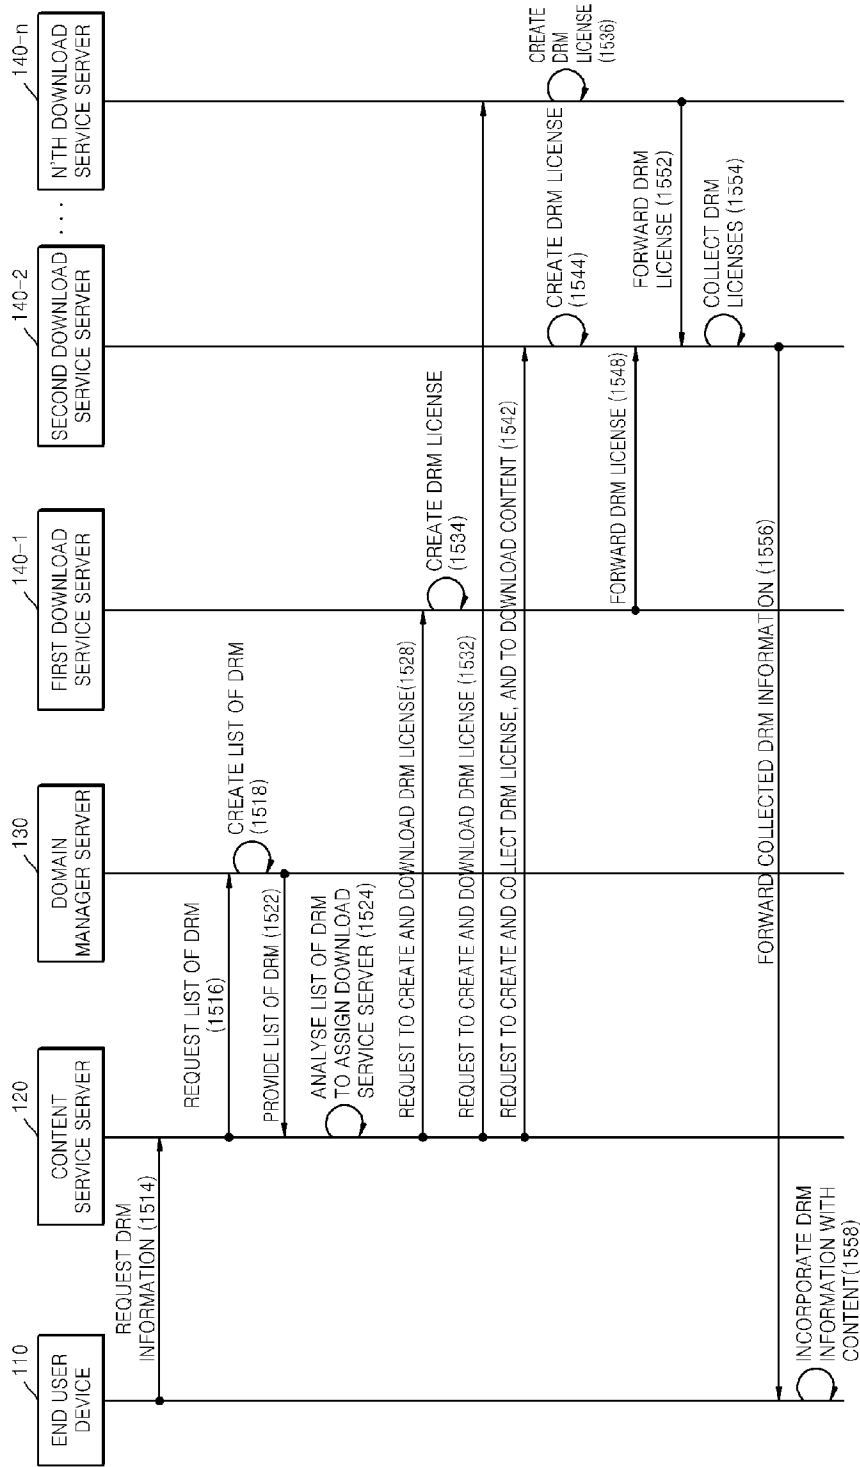 110
END USER
DEVICE
120
CONTENT
SERVICE SERVER
130
DOMAIN
MANAGER SERVER
140-1
FIRST DOWNLOAD
SERVICE SERVER
140-2
SECOND DOWNLOAD
SERVICE SERVER
...
140-n
N'TH DOWNLOAD
SERVICE SERVER
REQUEST DRM
INFORMATION (1514)
REQUEST LIST OF DRM
(1516)
CREATE LIST OF DRM
(1518)
PROVIDE LIST OF DRM (1522)
ANALYSE LIST OF DRM
TO ASSIGN DOWNLOAD
SERVICE SERVER (1524)
REQUEST TO CREATE AND DOWNLOAD DRM LICENSE(1528)
CREATE DRM LICENSE
(1534)
REQUEST TO CREATE AND DOWNLOAD DRM LICENSE (1532)
REQUEST TO CREATE AND COLLECT DRM LICENSE, AND TO DOWNLOAD CONTENT (1542)
CREATE DRM LICENSE
(1544)
CREATE
DRM
LICENSE
(1536)
FORWARD DRM LICENSE (1548)
FORWARD DRM
LICENSE (1552)
COLLECT DRM
LICENSES (1554)
FORWARD COLLECTED DRM INFORMATION (1556)
INCORPORATE DRM
INFORMATION WITH
CONTENT(1558)